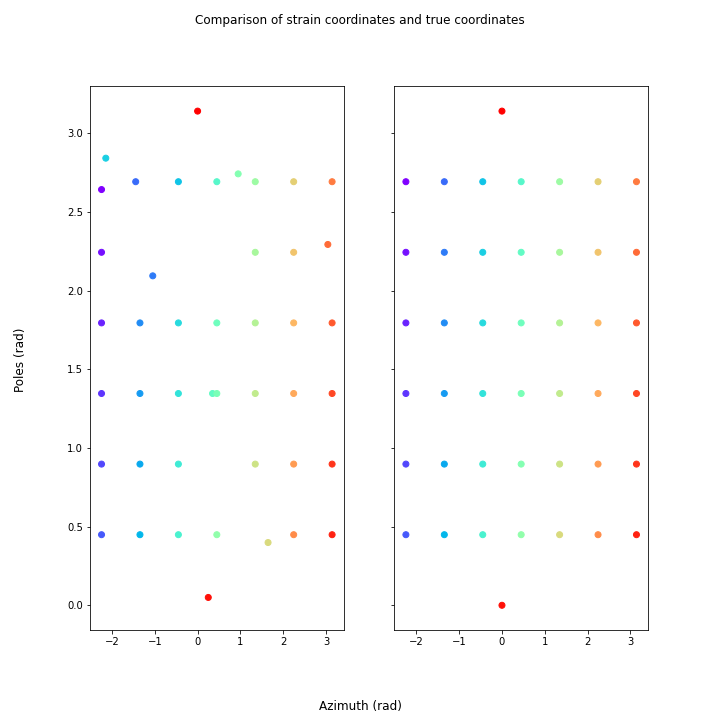 Comparison of strain coordinates and true coordinates
Poles (rad)
3.0
2.5
2.0
1.5
1.0
0.5
0.0
−2 −1 0 1 2 3
−2 −1 0 1 2 3
Azimuth (rad)